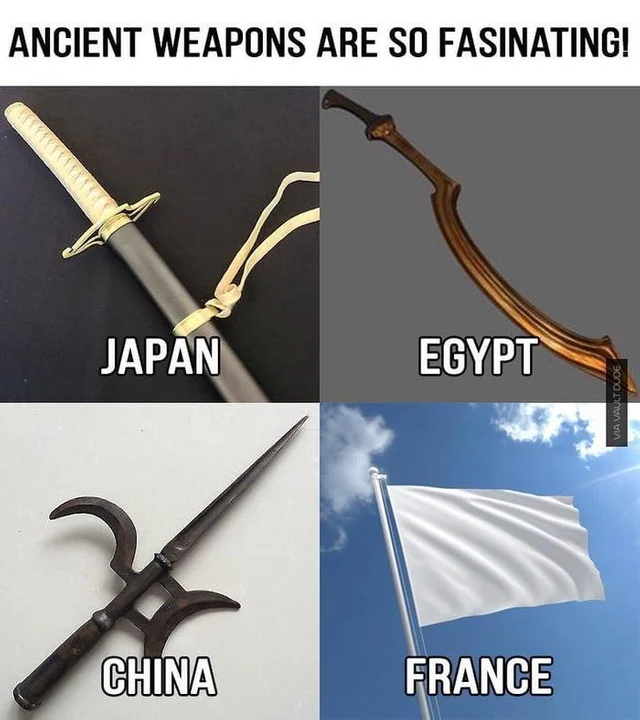 ANCIENT WEAPONS ARE SO FASINATING!
JAPAN
EGYPT
VIA VAULT DUDE
CHINA
FRANCE